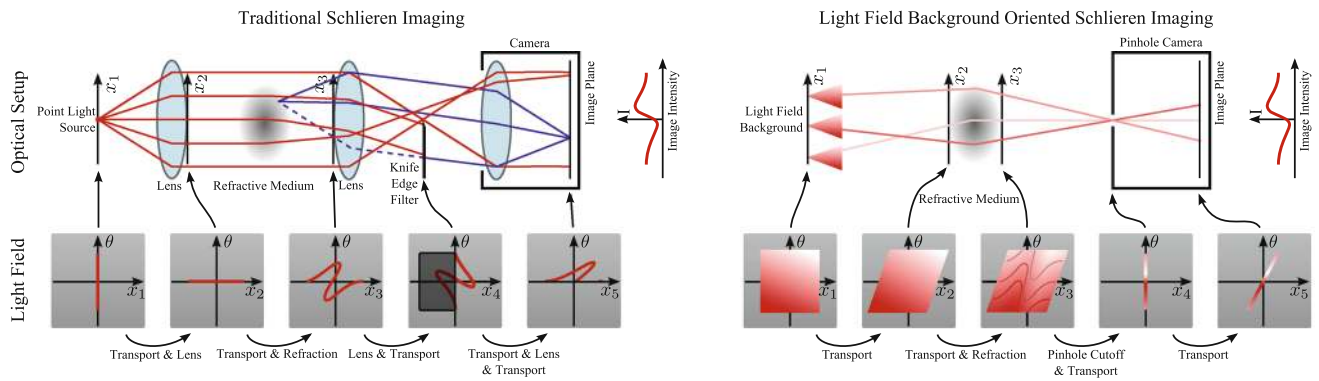 Traditional Schlieren Imaging
Optical Setup
Point Light
Source
x1
x2
x3
Lens
Refractive Medium
Lens
Knife
Edge
Filter
Camera
Image Plane
I
Image Intensity
Light Field
θ
x1
θ
x2
θ
x3
θ
x4
θ
x5
Transport & Lens
Transport & Refraction
Lens & Transport
Transport & Lens
& Transport
Light Field Background Oriented Schlieren Imaging
Light Field
Background
x1
x2
x3
Refractive Medium
Pinhole Camera
Image Plane
I
Image Intensity
θ
x1
θ
x2
θ
x3
θ
x4
θ
x5
Transport
Transport & Refraction
Pinhole Cutoff
& Transport
Transport